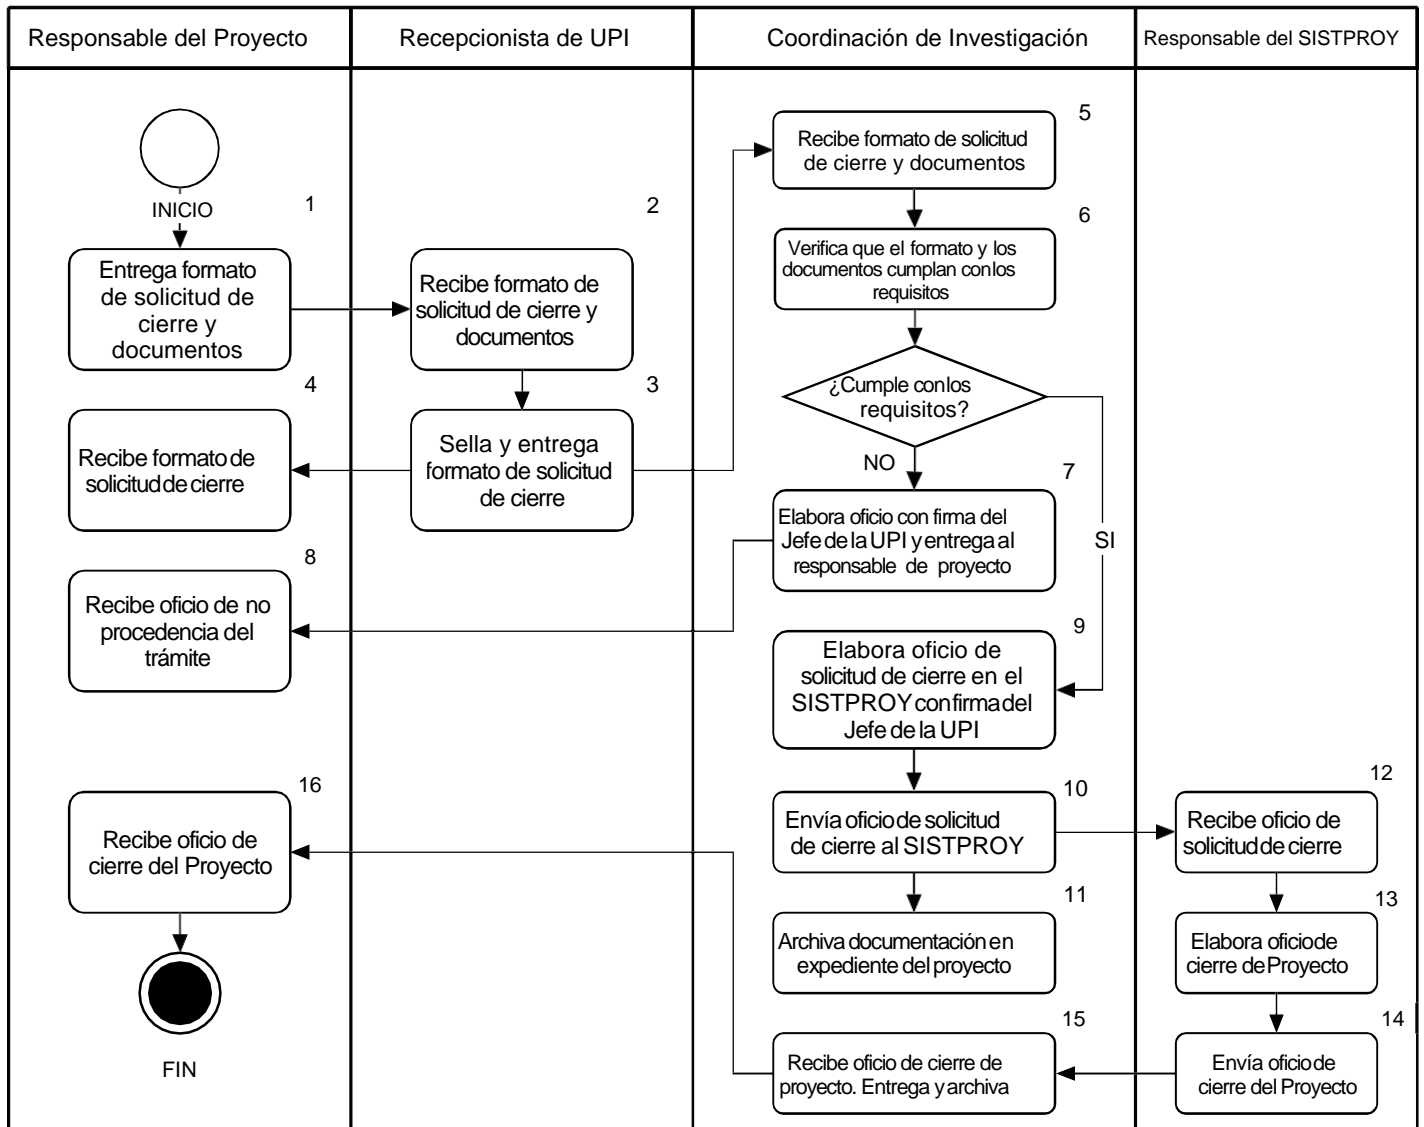 Responsable del Proyecto
Recepcionista de UPI
Coordinación de Investigación
Responsable del SISTPROY
INICIO
1
Entrega formato
de solicitud de
cierre y
documentos
2
Recibe formato de
solicitud de cierre y
documentos
3
Sella y entrega
formato de solicitud
de cierre
4
Recibe formato de
solicitud de cierre
5
Recibe formato de solicitud
de cierre y documentos
6
Verifica que el formato y los
documentos cumplan con los
requisitos
¿Cumple con los
requisitos?
NO
SI
7
Elabora oficio con firma del
Jefe de la UPI y entrega al
responsable de proyecto
8
Recibe oficio de no
procedencia del
trámite
9
Elabora oficio de
solicitud de cierre en el
SISTPROY con firma del
Jefe de la UPI
10
Envía oficio de solicitud
de cierre al SISTPROY
11
Archiva documentación en
expediente del proyecto
12
Recibe oficio de
solicitud de cierre
13
Elabora oficio de
cierre de Proyecto
14
Envía oficio de
cierre del Proyecto
15
Recibe oficio de cierre de
proyecto. Entrega y archiva
16
Recibe oficio de
cierre del Proyecto
FIN